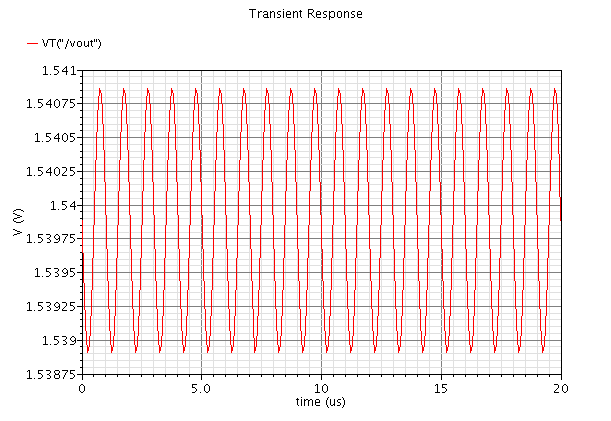 Transient Response
— VT("/vout")
1.541
1.54075
1.5405
1.54025
1.54
1.53975
1.5395
1.53925
1.539
1.53875
V (V)
0 5.0 10 15 20
time (us)